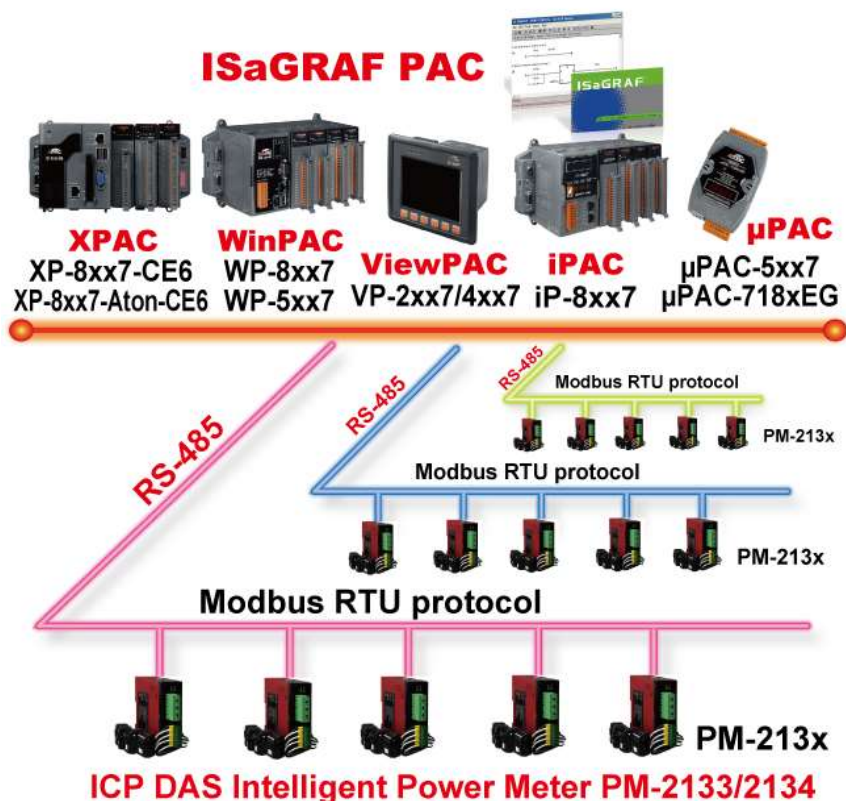 ISaGRAF PAC
ISaGRAF
XPAC
XP-8xx7-CE6
XP-8xx7-Aton-CE6
WinPAC
WP-8xx7
WP-5xx7
ViewPAC
VP-2xx7/4xx7
iPAC
iP-8xx7
µPAC
µPAC-5xx7
µPAC-718xEG
RS-485
Modbus RTU protocol
PM-213x
RS-485
Modbus RTU protocol
PM-213x
RS-485
Modbus RTU protocol
PM-213x
ICP DAS Intelligent Power Meter PM-2133/2134